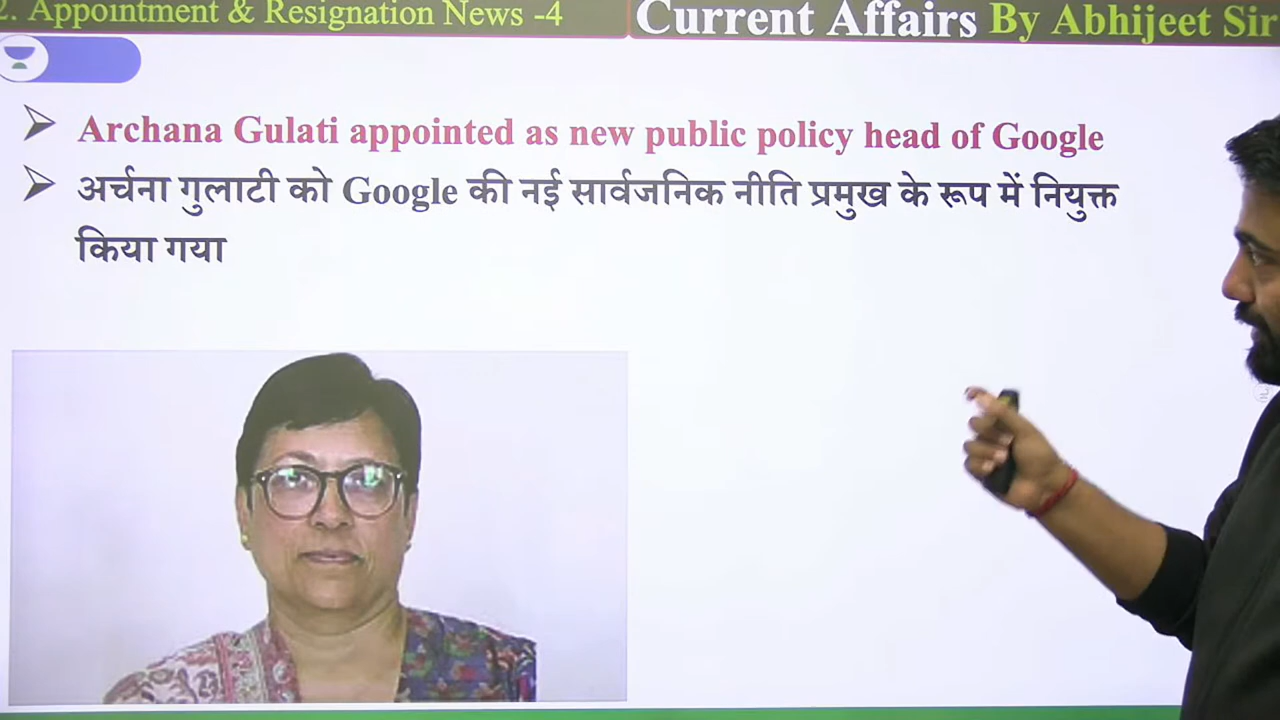 2. Appointment & Resignation News -4
Current Affairs By Abhijeet Sir
Archana Gulati appointed as new public policy head of Google
अर्चना गुलाटी को Google की नई सार्वजनिक नीति प्रमुख के रूप में नियुक्त
किया गया